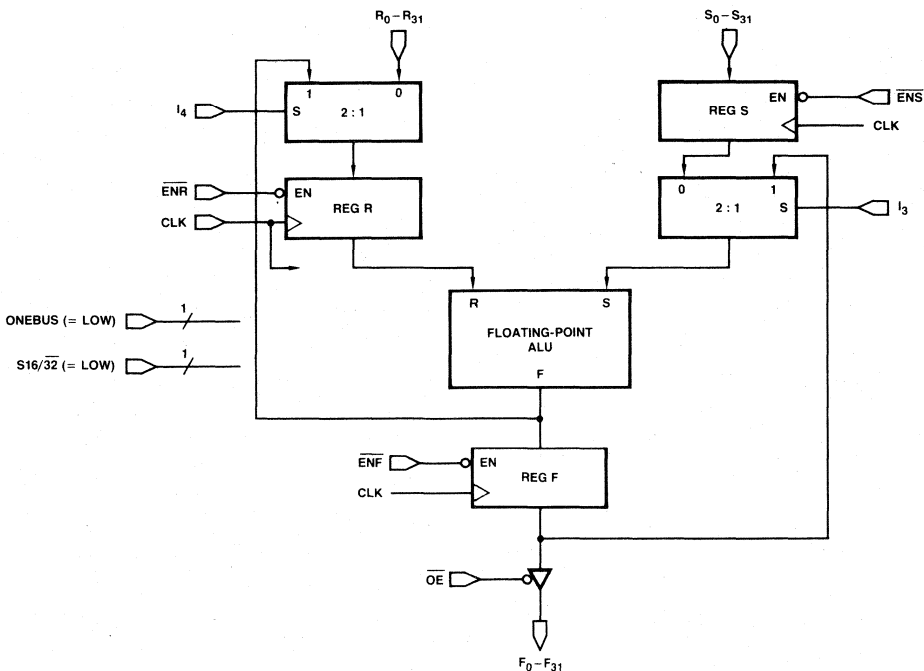 R0–R31
S0–S31
1 0
I4
S
2 : 1
EN
ENS
REG S
CLK
ENR
EN
REG R
CLK
0 1
2 : 1
S
I3
R S
FLOATING-POINT
ALU
F
ONEBUS (= LOW)
1
S16/32 (= LOW)
1
ENF
EN
REG F
CLK
OE
F0–F31